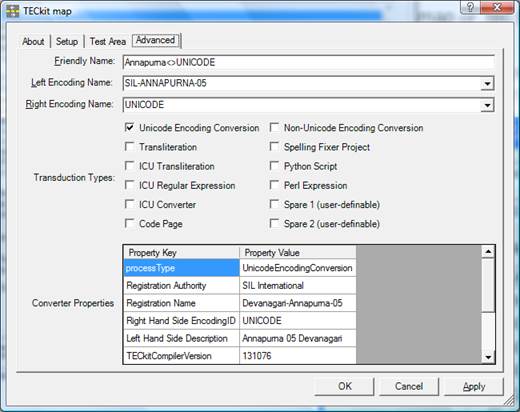 TECkit map
About Setup Test Area Advanced
Friendly Name: Annapurna<>UNICODE
Left Encoding Name: SIL-ANNAPURNA-05
Right Encoding Name: UNICODE
Transduction Types:
Unicode Encoding Conversion Non-Unicode Encoding Conversion
Transliteration Spelling Fixer Project
ICU Transliteration Python Script
ICU Regular Expression Perl Expression
ICU Converter Spare 1 (user-definable)
Code Page Spare 2 (user-definable)
Converter Properties
Property Key Property Value
processType UnicodeEncodingConversion
Registration Authority SIL International
Registration Name Devanagari-Annapurna-05
Right Hand Side EncodingID UNICODE
Left Hand Side Description Annapurna 05 Devanagari
TECkitCompilerVersion 131076
OK Cancel Apply